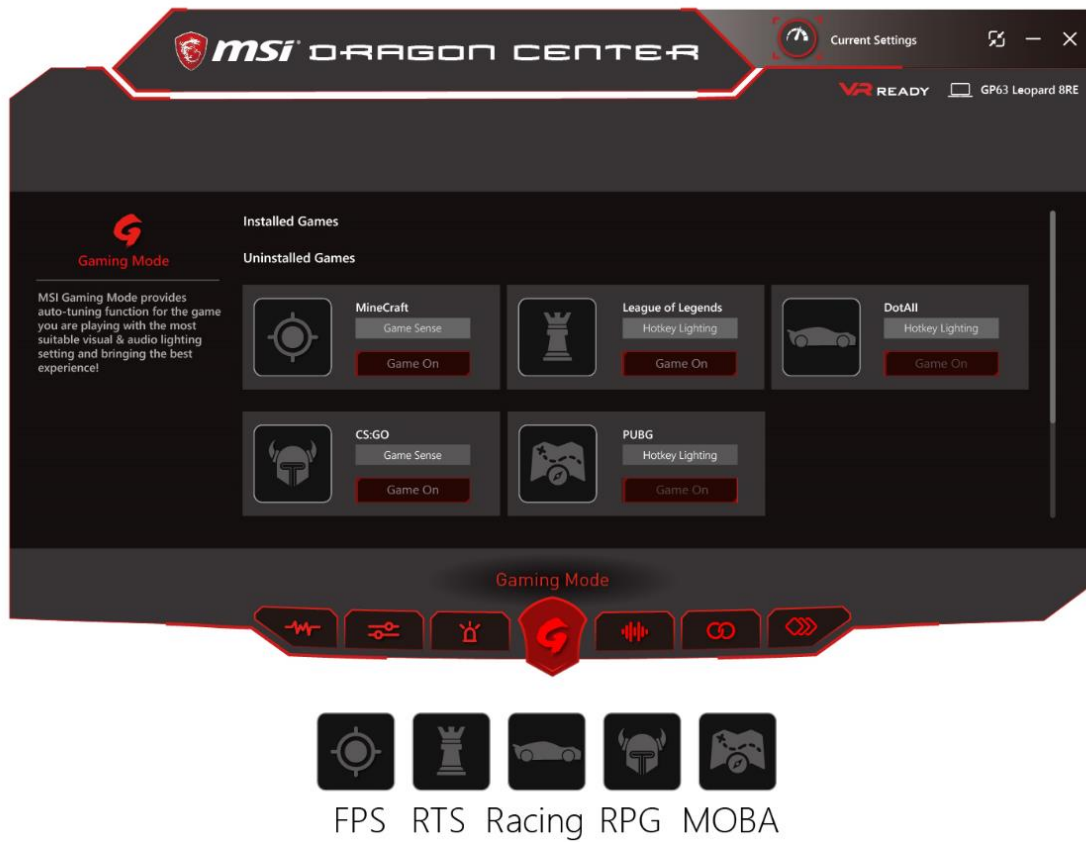 msi DRAGON CENTER
Current Settings
VR READY GP63 Leopard 8RE
Gaming Mode
MSI Gaming Mode provides
auto-tuning function for the game
you are playing with the most
suitable visual & audio lighting
setting and bringing the best
experience!
Installed Games
Uninstalled Games
MineCraft
Game Sense
Game On
League of Legends
Hotkey Lighting
Game On
DotAII
Hotkey Lighting
Game On
CS:GO
Game Sense
Game On
PUBG
Hotkey Lighting
Game On
Gaming Mode
FPS RTS Racing RPG MOBA